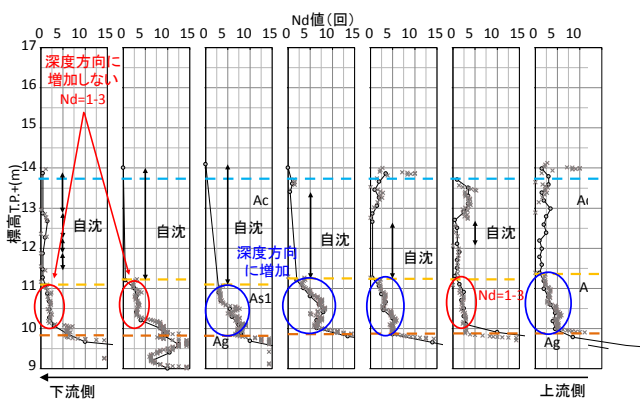 Nd値(回)
0 5 10 15 0 5 10 15 0 5 10 15 0 5 10 15 0 5 10 0 5 10 15 0 5 10
標高T.P.+(m)
17
16
15
14
13
12
11
10
9
深度方向に
増加しない
Nd=1-3
自沈
自沈
Ac
自沈
自沈
自沈
自沈
深度方向
に増加
As1
Ag
Nd=1-3
A
Ag
下流側
上流側